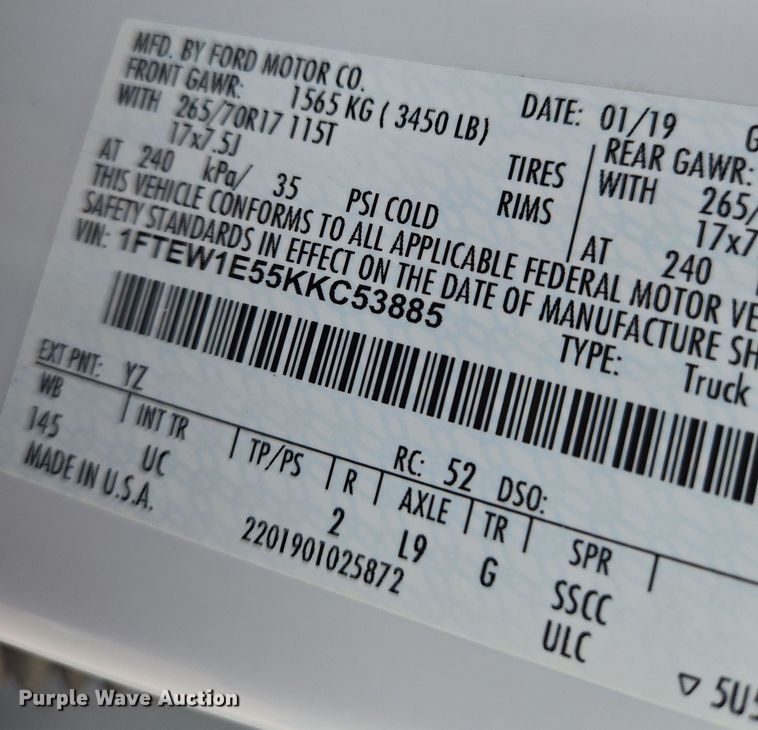 MFD. BY FORD MOTOR CO.
DATE: 01/19
FRONT GAWR: 1565 KG ( 3450 LB)
REAR GAWR:
WITH 265/70R17 115T TIRES
WITH 265/
17x7.5J RIMS
17x7
AT 240 kPa/ 35 PSI COLD
AT 240
THIS VEHICLE CONFORMS TO ALL APPLICABLE FEDERAL MOTOR VE
SAFETY STANDARDS IN EFFECT ON THE DATE OF MANUFACTURE SH
VIN: 1FTEW1E55KKC53885
TYPE: Truck
EXT PNT: YZ
RC: 52 DSO:
WB INT TR TP/PS R AXLE TR SPR
145 UC 2 L9 G SSCC
ULC
MADE IN U.S.A.
2201901025872
▽ 5U5
Purple Wave Auction